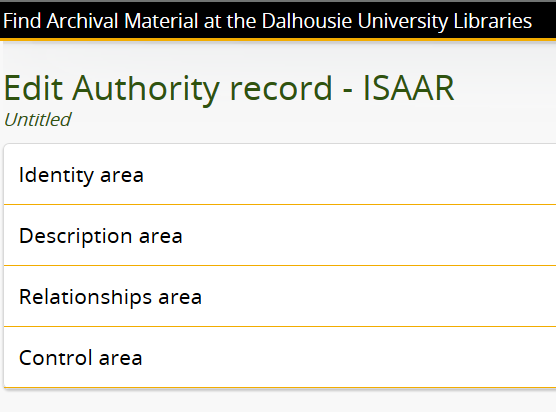 Find Archival Material at the Dalhousie University Libraries
Edit Authority record - ISAAR
Untitled
Identity area
Description area
Relationships area
Control area